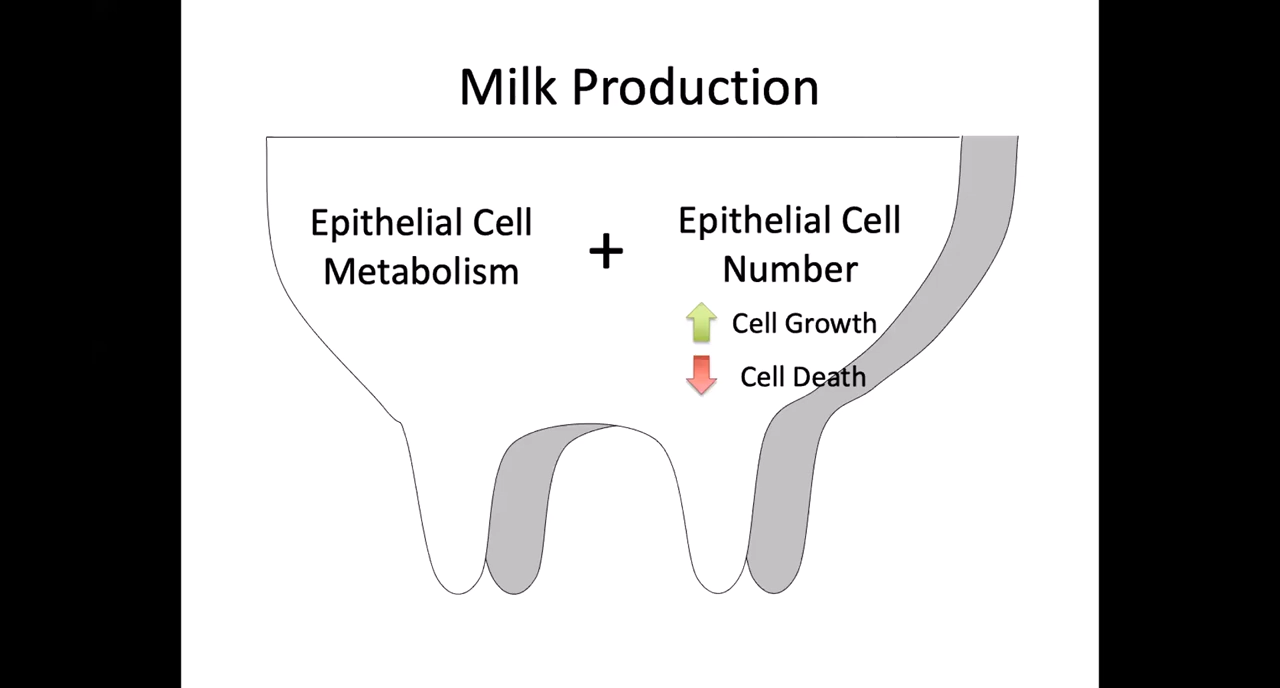 Milk Production
Epithelial Cell
Metabolism
+
Epithelial Cell
Number
Cell Growth
Cell Death